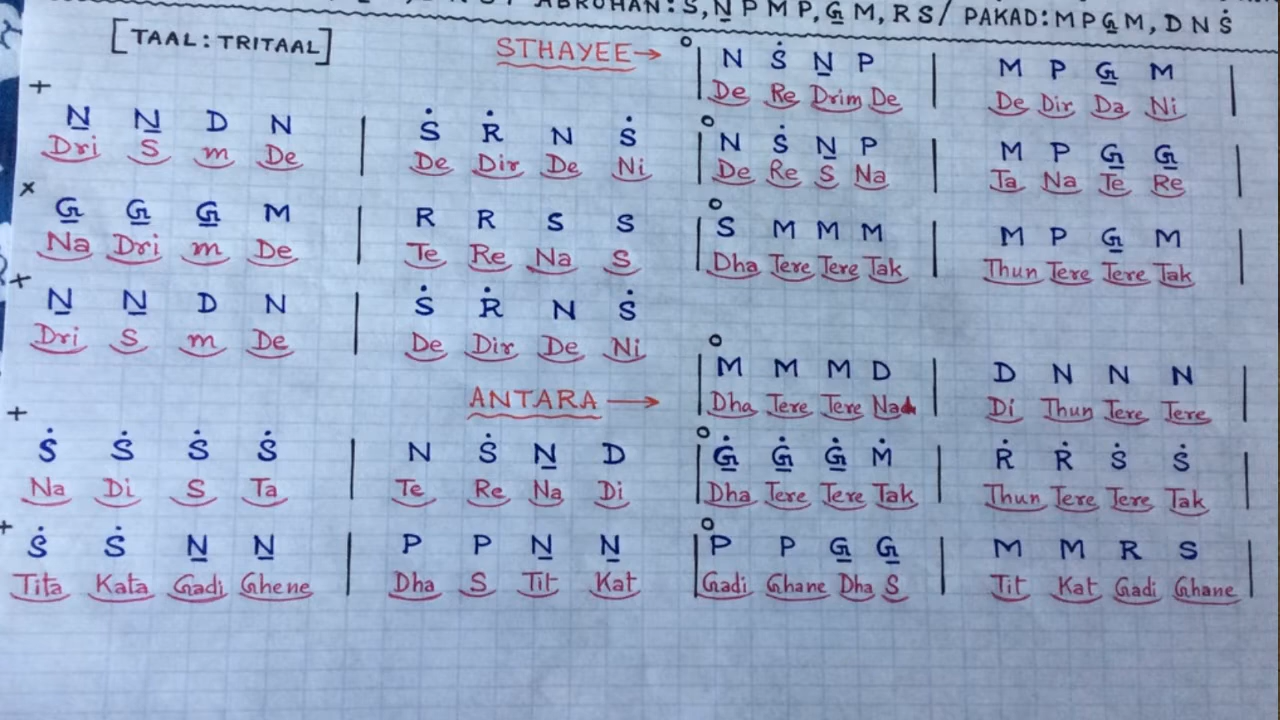 ABROHAN: S, N̲ P M P, G̲ M, R S / PAKAD: M P G̲ M, D N Ṡ
[TAAL: TRITAAL] STHAYEE→ | N Ṡ N̲ P | M P G̲ M |
De Re Drim De De Dir Da Ni
N̲ N̲ D N | Ṡ Ṙ N Ṡ | N Ṡ N̲ P | M P G̲ G̲ |
Dri S m De De Dir De Ni De Re S Na Ta Na Te Re
G̲ G̲ G̲ M | R R S S | S M M M | M P G̲ M |
Na Dri m De Te Re Na S Dha Tere Tere Tak Thun Tere Tere Tak
N̲ N̲ D N | Ṡ Ṙ N Ṡ
Dri S m De De Dir De Ni
ANTARA→ | M M M D | D N N N |
Dha Tere Tere Na Di Thun Tere Tere
Ṡ Ṡ Ṡ Ṡ | N Ṡ N̲ D | Ġ̲ Ġ̲ Ġ̲ Ṁ | Ṙ Ṙ Ṡ Ṡ |
Na Di S Ta Te Re Na Di Dha Tere Tere Tak Thun Tere Tere Tak
Ṡ Ṡ N̲ N̲ | P P N̲ N̲ | P P G̲ G̲ | M M R S |
Tita Kata Gadi Ghene Dha S Tit Kat Gadi Ghane Dha S Tit Kat Gadi Ghane